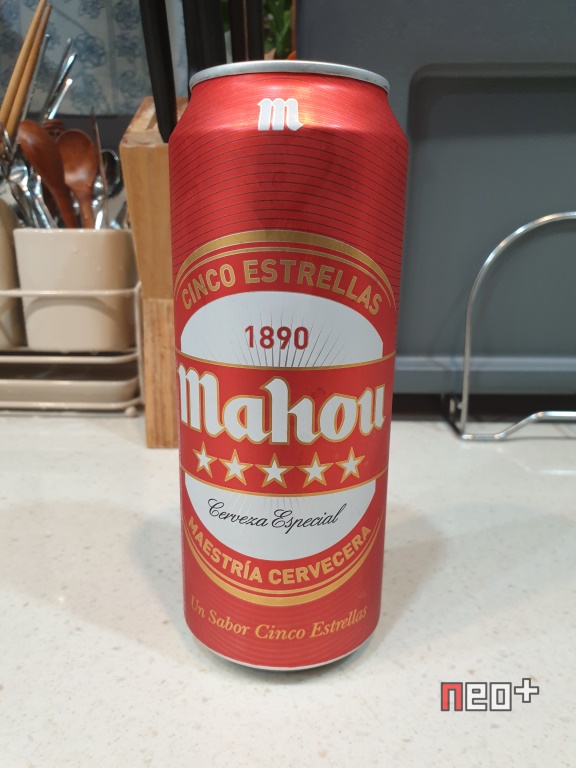 m
CINCO ESTRELLAS
1890
Mahou
Cerveza Especial
MAESTRÍA CERVECERA
Un Sabor Cinco Estrellas
neo+